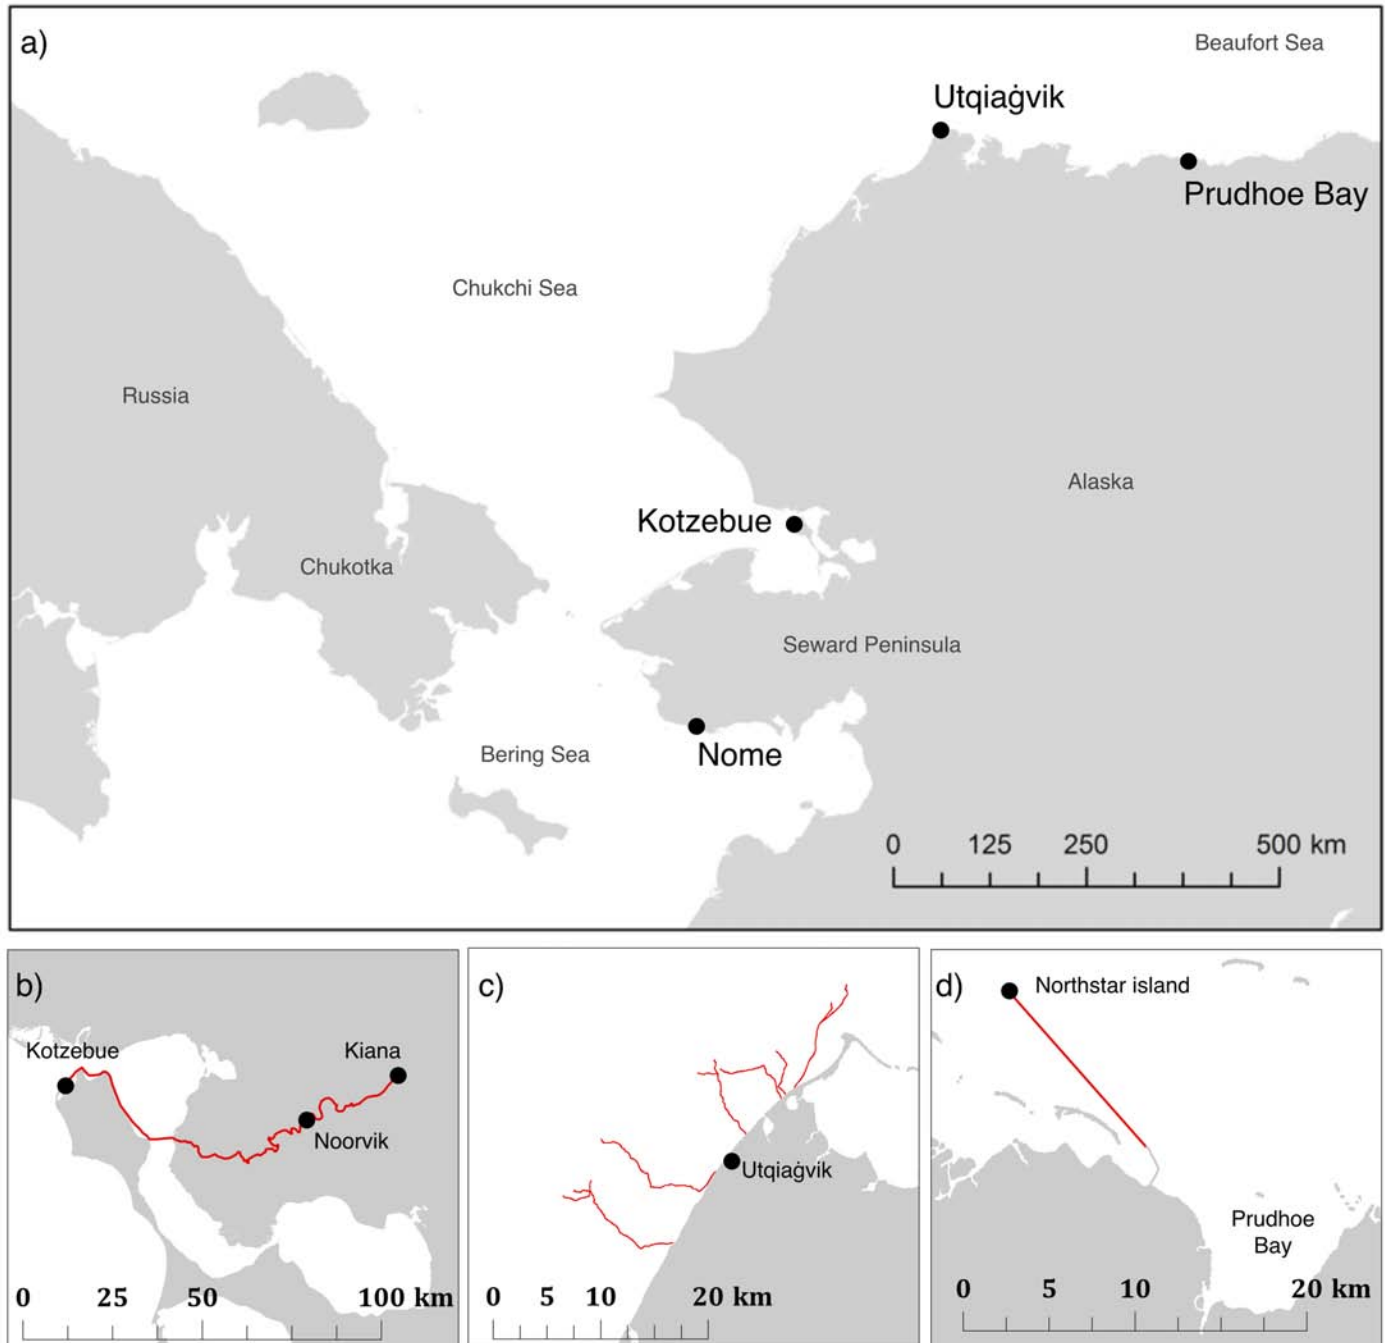 a)
Beaufort Sea
Utqiaġvik
Prudhoe Bay
Chukchi Sea
Russia
Alaska
Kotzebue
Chukotka
Seward Peninsula
Bering Sea
Nome
0 125 250 500 km
b)
Kotzebue
Kiana
Noorvik
0 25 50 100 km
c)
Utqiaġvik
0 5 10 20 km
d)
Northstar island
Prudhoe
Bay
0 5 10 20 km